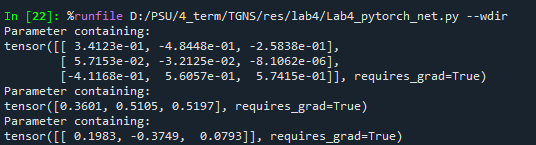 In [22]: %runfile D:/PSU/4_term/TGNS/res/lab4/Lab4_pytorch_net.py --wdir
Parameter containing:
tensor([[ 3.4123e-01, -4.8448e-01, -2.5838e-01],
        [ 5.7153e-02, -3.2125e-02, -8.1062e-06],
        [-4.1168e-01,  5.6057e-01,  5.7415e-01]], requires_grad=True)
Parameter containing:
tensor([0.3601, 0.5105, 0.5197], requires_grad=True)
Parameter containing:
tensor([[ 0.1983, -0.3749,  0.0793]], requires_grad=True)